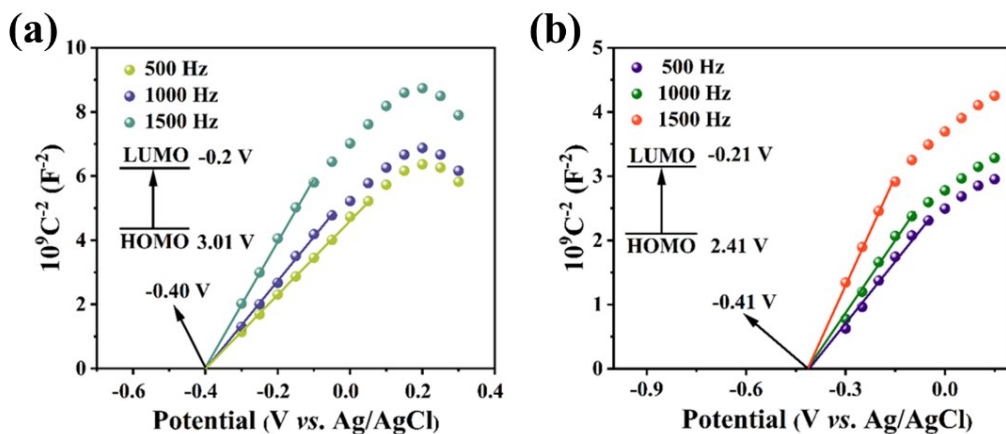 (a)
10⁹C⁻² (F⁻²)
10
8
6
4
2
0
500 Hz
1000 Hz
1500 Hz
LUMO -0.2 V
HOMO 3.01 V
-0.40 V
-0.6 -0.4 -0.2 0.0 0.2 0.4
Potential (V vs. Ag/AgCl)
(b)
10⁹C⁻² (F⁻²)
5
4
3
2
1
0
500 Hz
1000 Hz
1500 Hz
LUMO -0.21 V
HOMO 2.41 V
-0.41 V
-0.9 -0.6 -0.3 0.0
Potential (V vs. Ag/AgCl)